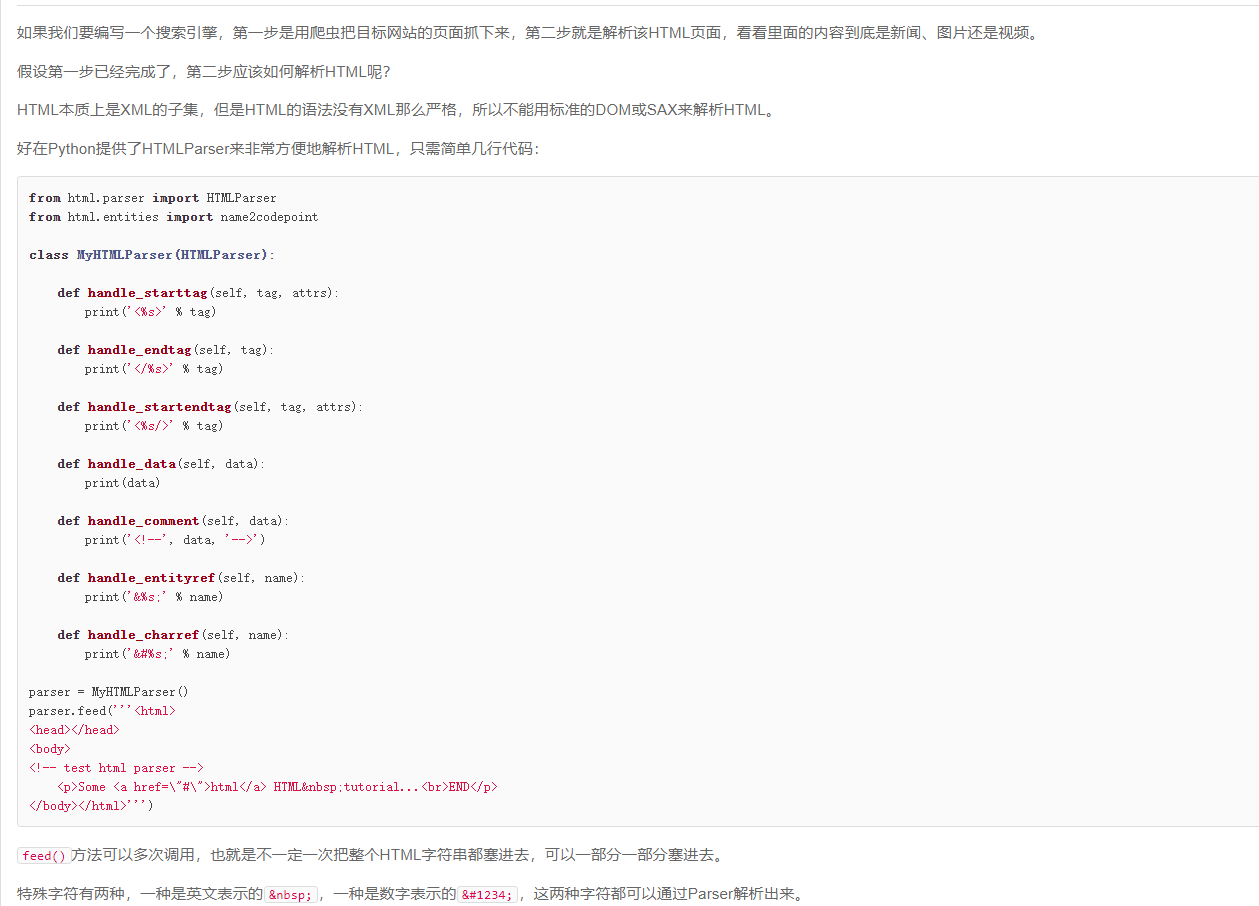 如果我们要编写一个搜索引擎，第一步是用爬虫把目标网站的页面抓下来，第二步就是解析该HTML页面，看看里面的内容到底是新闻、图片还是视频。
假设第一步已经完成了，第二步应该如何解析HTML呢？
HTML本质上是XML的子集，但是HTML的语法没有XML那么严格，所以不能用标准的DOM或SAX来解析HTML。
好在Python提供了HTMLParser来非常方便地解析HTML，只需简单几行代码：
from html.parser import HTMLParser
from html.entities import name2codepoint
class MyHTMLParser(HTMLParser):
    def handle_starttag(self, tag, attrs):
        print('<%s>' % tag)
    def handle_endtag(self, tag):
        print('</%s>' % tag)
    def handle_startendtag(self, tag, attrs):
        print('<%s/>' % tag)
    def handle_data(self, data):
        print(data)
    def handle_comment(self, data):
        print('<!--', data, '-->')
    def handle_entityref(self, name):
        print('&%s;' % name)
    def handle_charref(self, name):
        print('&#%s;' % name)
parser = MyHTMLParser()
parser.feed('''<html>
<head></head>
<body>
<!-- test html parser -->
    <p>Some <a href=\"#\">html</a> HTML&nbsp;tutorial...<br>END</p>
</body></html>''')
feed()方法可以多次调用，也就是不一定一次把整个HTML字符串都塞进去，可以一部分一部分塞进去。
特殊字符有两种，一种是英文表示的&nbsp;，一种是数字表示的&#1234;，这两种字符都可以通过Parser解析出来。